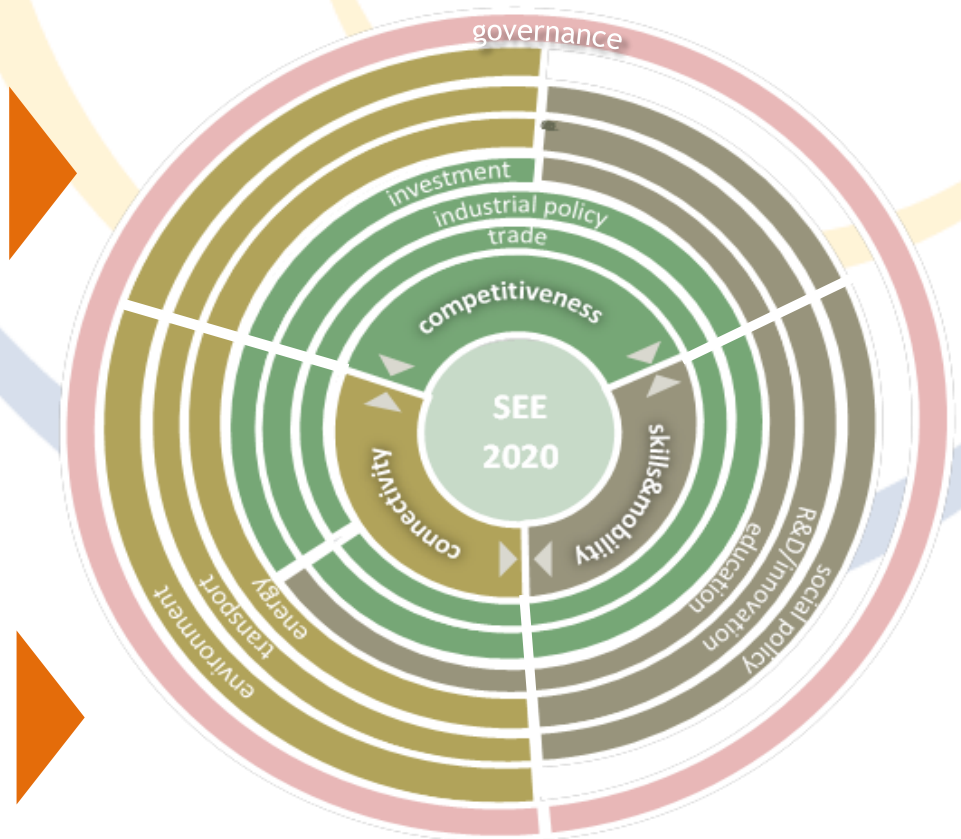 governance
investment
industrial policy
trade
competitiveness
SEE
2020
connectivity
skills&mobility
energy
transport
environment
education
R&D/innovation
social policy